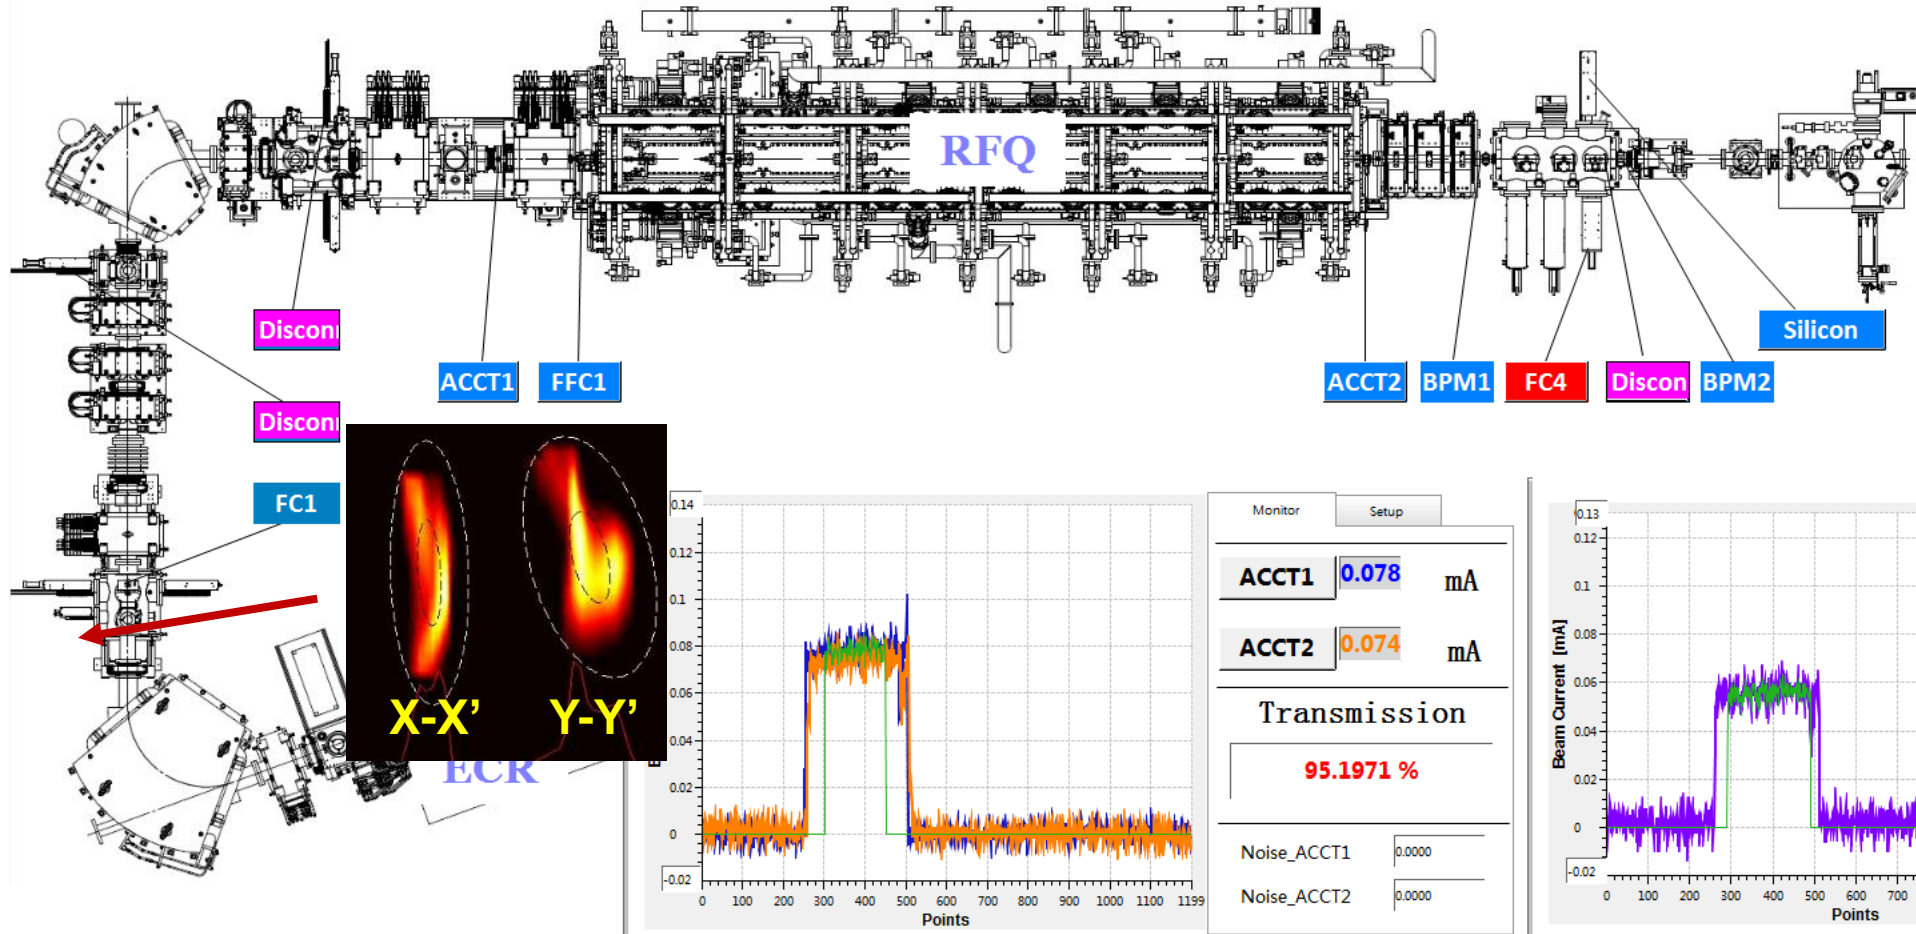 RFQ
Discon
Discon
FC1
ACCT1
FFC1
ACCT2
BPM1
FC4
Discon
BPM2
Silicon
X-X’
Y-Y’
ECR
0.14
0.12
0.1
0.08
0.06
0.04
0.02
0
-0.02
0 100 200 300 400 500 600 700 800 900 1000 1100 1199
Points
Monitor
Setup
ACCT1 0.078 mA
ACCT2 0.074 mA
Transmission
95.1971 %
Noise_ACCT1 0.0000
Noise_ACCT2 0.0000
Beam Current [mA]
0.13
0.12
0.1
0.08
0.06
0.04
0.02
0
-0.02
0 100 200 300 400 500 600 700
Points